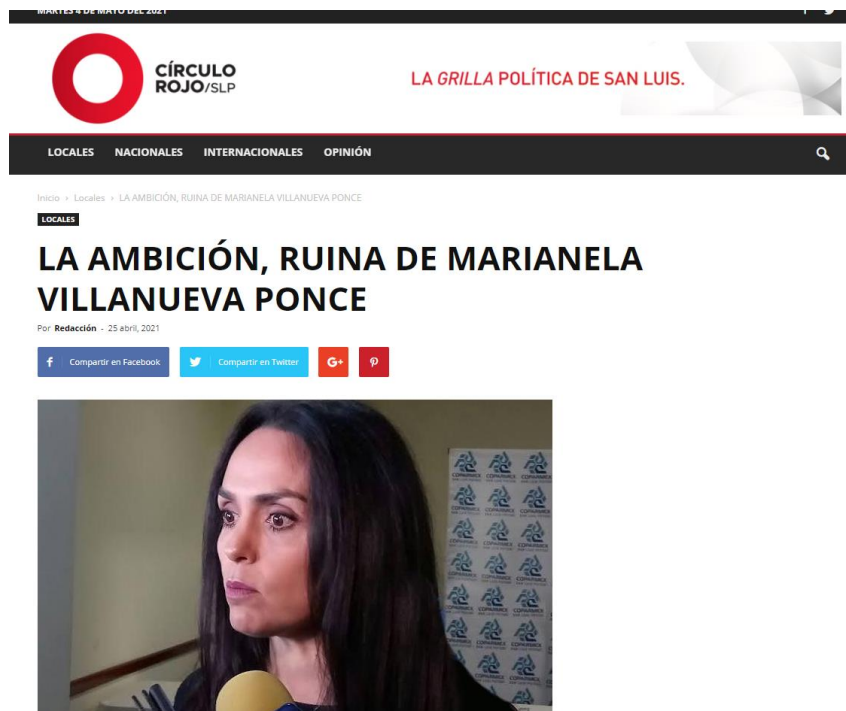 MARTES 4 DE MAYO DEL 2021
CÍRCULO
ROJO/SLP
LA GRILLA POLÍTICA DE SAN LUIS.
LOCALES NACIONALES INTERNACIONALES OPINIÓN
Inicio › Locales › LA AMBICIÓN, RUINA DE MARIANELA VILLANUEVA PONCE
LOCALES
LA AMBICIÓN, RUINA DE MARIANELA
VILLANUEVA PONCE
Por Redacción - 25 abril, 2021
f Compartir en Facebook Compartir en Twitter G+
COPARMEX COPARMEX COPARMEX